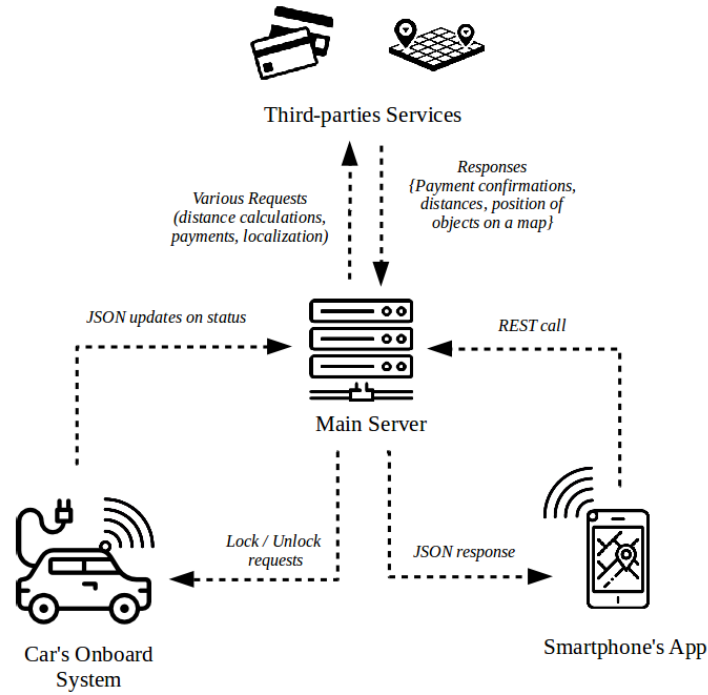 Third-parties Services
Various Requests
(distance calculations,
payments, localization)
Responses
{Payment confirmations,
distances, position of
objects on a map}
JSON updates on status
REST call
Main Server
Lock / Unlock
requests
JSON response
Car's Onboard
System
Smartphone's App